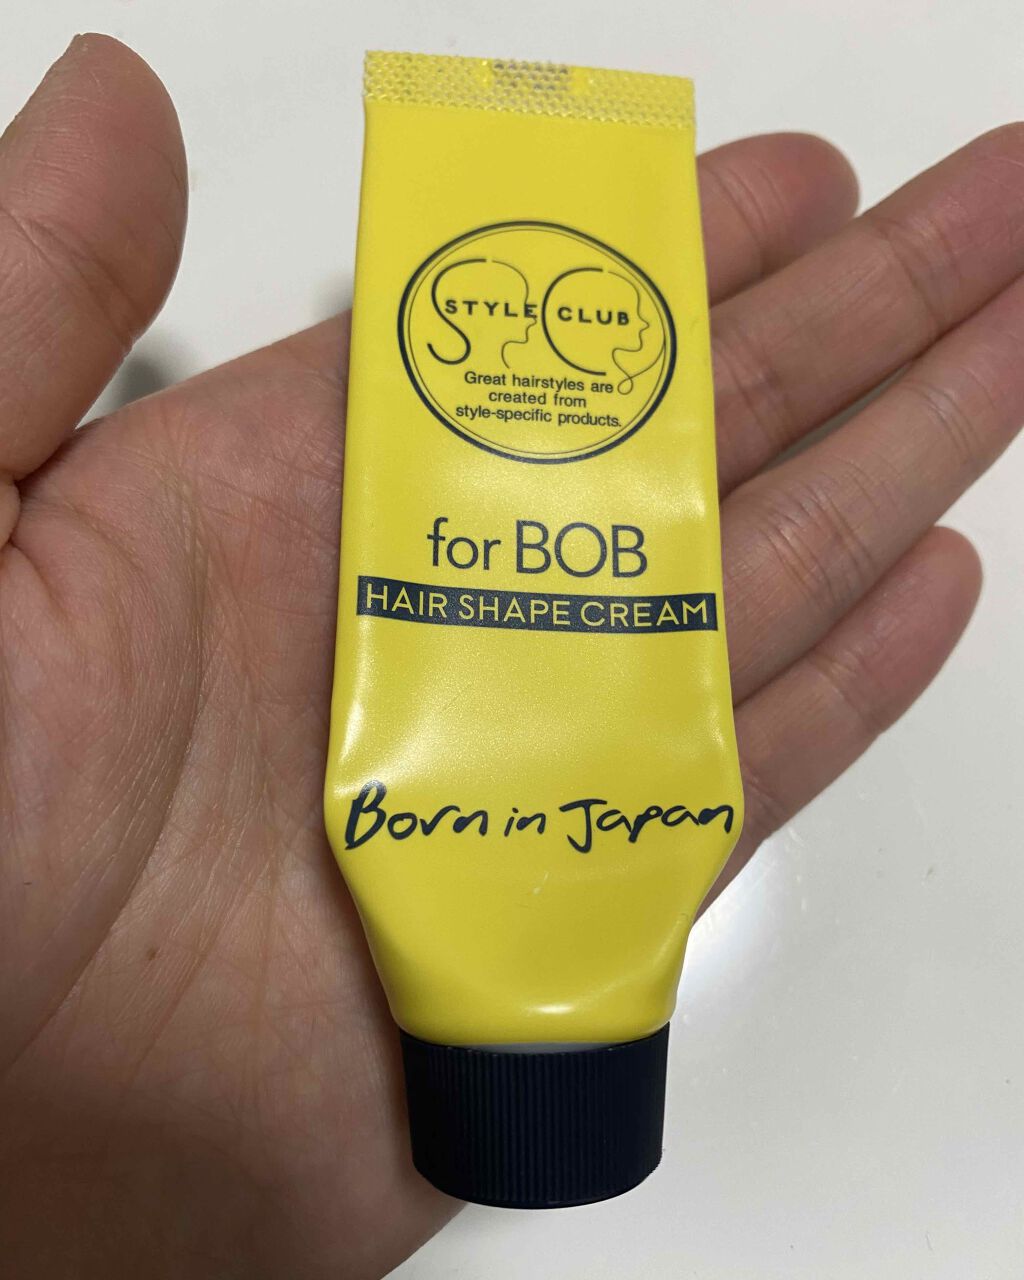 STYLE CLUB
Great hairstyles are
created from
style-specific products.
for BOB
HAIR SHAPE CREAM
Born in Japan